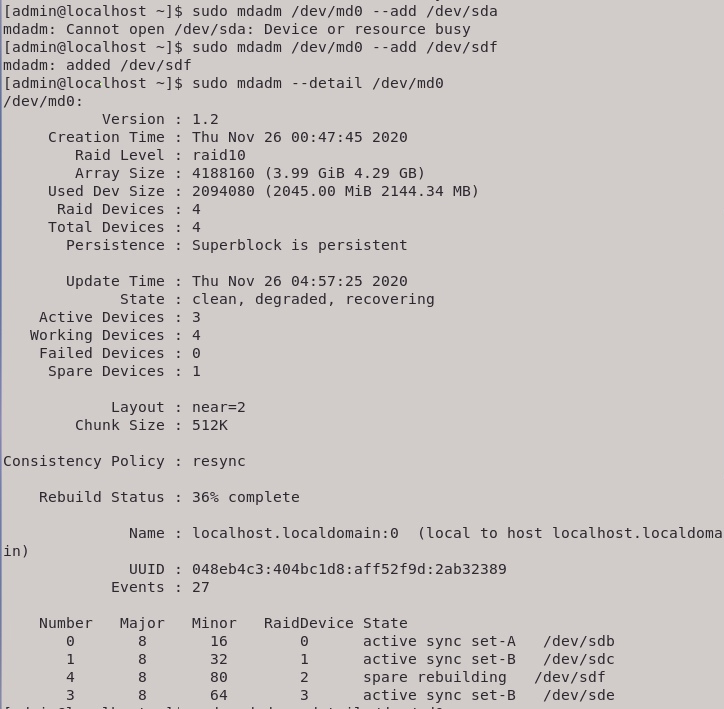 [admin@localhost ~]$ sudo mdadm /dev/md0 --add /dev/sda
mdadm: Cannot open /dev/sda: Device or resource busy
[admin@localhost ~]$ sudo mdadm /dev/md0 --add /dev/sdf
mdadm: added /dev/sdf
[admin@localhost ~]$ sudo mdadm --detail /dev/md0
/dev/md0:
Version : 1.2
Creation Time : Thu Nov 26 00:47:45 2020
Raid Level : raid10
Array Size : 4188160 (3.99 GiB 4.29 GB)
Used Dev Size : 2094080 (2045.00 MiB 2144.34 MB)
Raid Devices : 4
Total Devices : 4
Persistence : Superblock is persistent
Update Time : Thu Nov 26 04:57:25 2020
State : clean, degraded, recovering
Active Devices : 3
Working Devices : 4
Failed Devices : 0
Spare Devices : 1
Layout : near=2
Chunk Size : 512K
Consistency Policy : resync
Rebuild Status : 36% complete
Name : localhost.localdomain:0  (local to host localhost.localdoma
in)
UUID : 048eb4c3:404bc1d8:aff52f9d:2ab32389
Events : 27
Number   Major   Minor   RaidDevice State
0       8       16        0      active sync set-A   /dev/sdb
1       8       32        1      active sync set-B   /dev/sdc
4       8       80        2      spare rebuilding   /dev/sdf
3       8       64        3      active sync set-B   /dev/sde